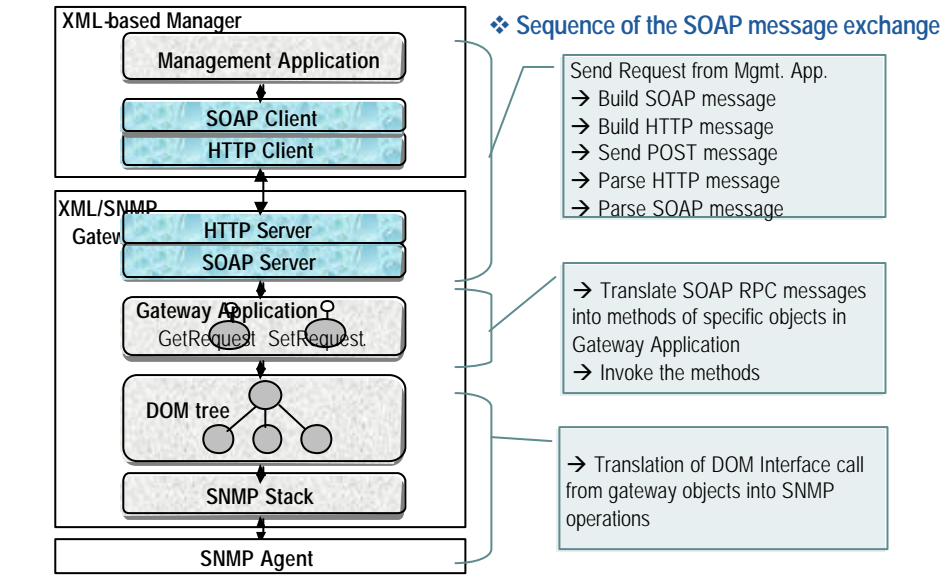 XML-based Manager
Management Application
SOAP Client
HTTP Client
XML/SNMP
Gatew
HTTP Server
SOAP Server
Gateway Application
GetRequest SetRequest.
DOM tree
SNMP Stack
SNMP Agent
❖ Sequence of the SOAP message exchange
Send Request from Mgmt. App.
→ Build SOAP message
→ Build HTTP message
→ Send POST message
→ Parse HTTP message
→ Parse SOAP message
→ Translate SOAP RPC messages
into methods of specific objects in
Gateway Application
→ Invoke the methods
→ Translation of DOM Interface call
from gateway objects into SNMP
operations